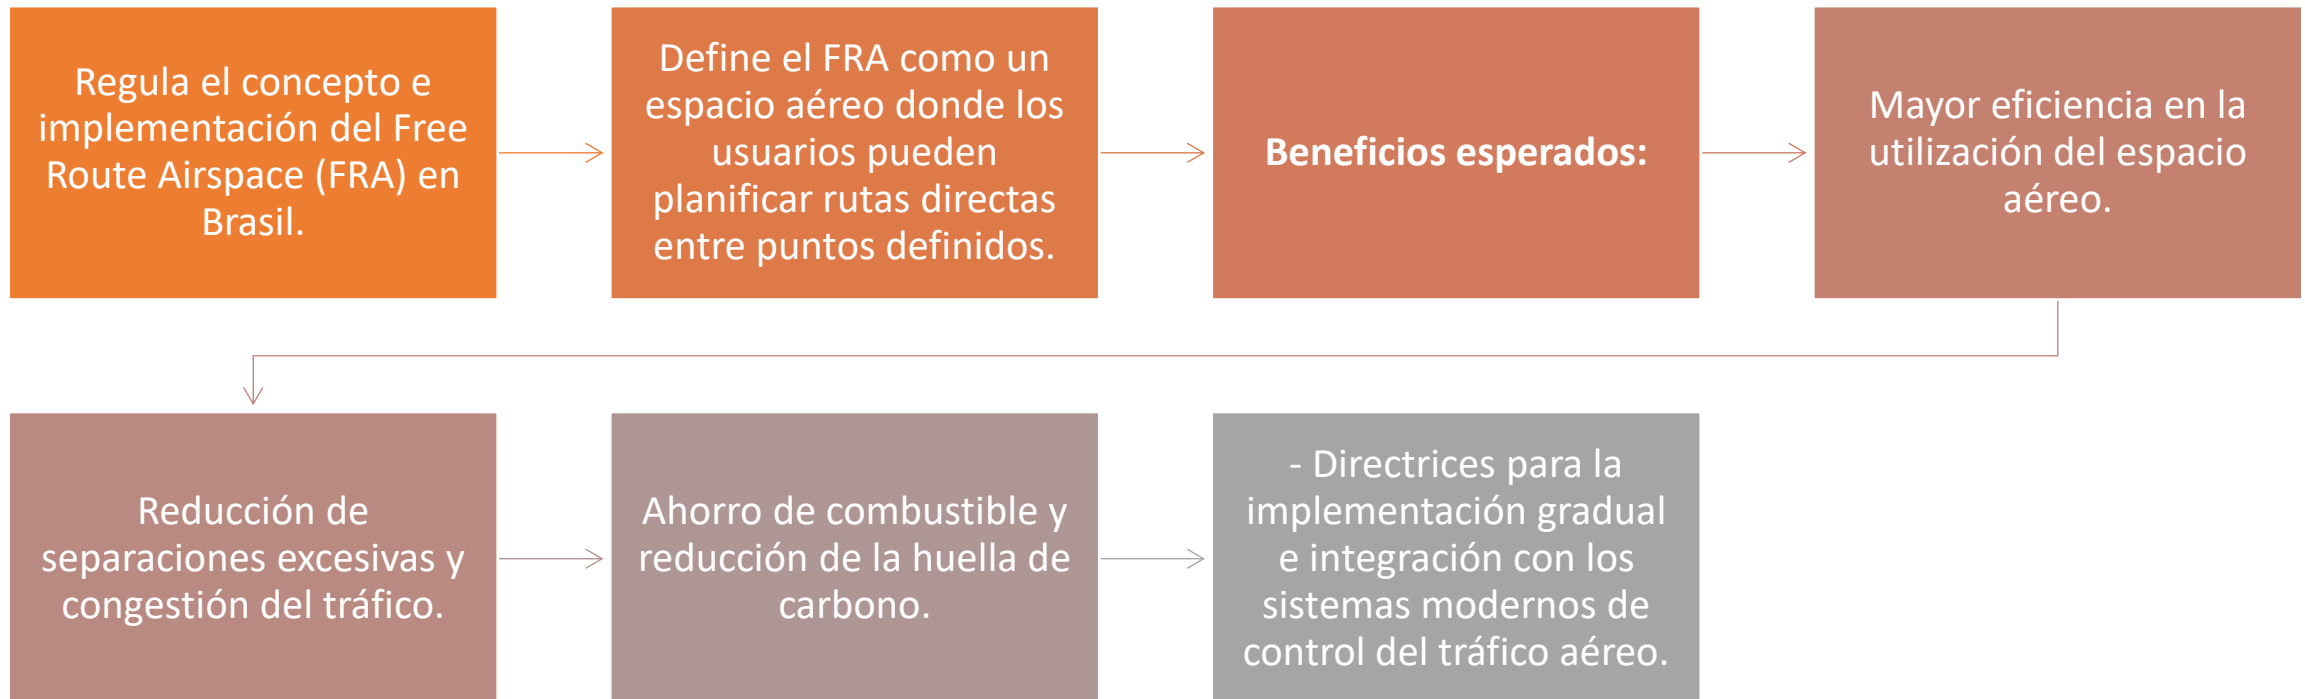 Regula el concepto e
implementación del Free
Route Airspace (FRA) en
Brasil.
Define el FRA como un
espacio aéreo donde los
usuarios pueden
planificar rutas directas
entre puntos definidos.
Beneficios esperados:
Mayor eficiencia en la
utilización del espacio
aéreo.
Reducción de
separaciones excesivas y
congestión del tráfico.
Ahorro de combustible y
reducción de la huella de
carbono.
- Directrices para la
implementación gradual
e integración con los
sistemas modernos de
control del tráfico aéreo.